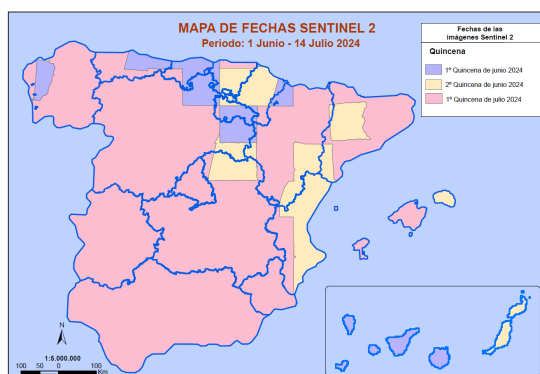 MAPA DE FECHAS SENTINEL 2
Periodo: 1 Junio - 14 Julio 2024
Fechas de las
imágenes Sentinel 2
Quincena
1ª Quincena de junio 2024
2ª Quincena de junio 2024
1ª Quincena de julio 2024
N
1:5.000.000
100 50 0 100
Km